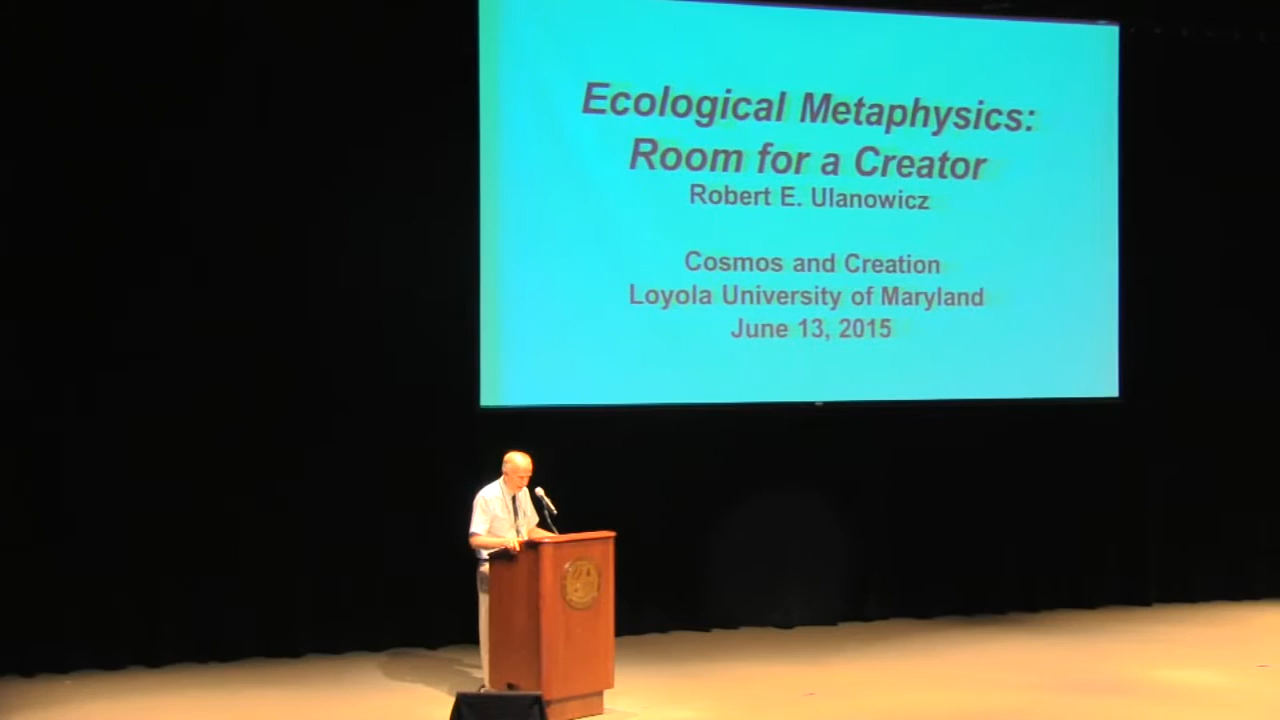 Ecological Metaphysics:
Room for a Creator
Robert E. Ulanowicz
Cosmos and Creation
Loyola University of Maryland
June 13, 2015